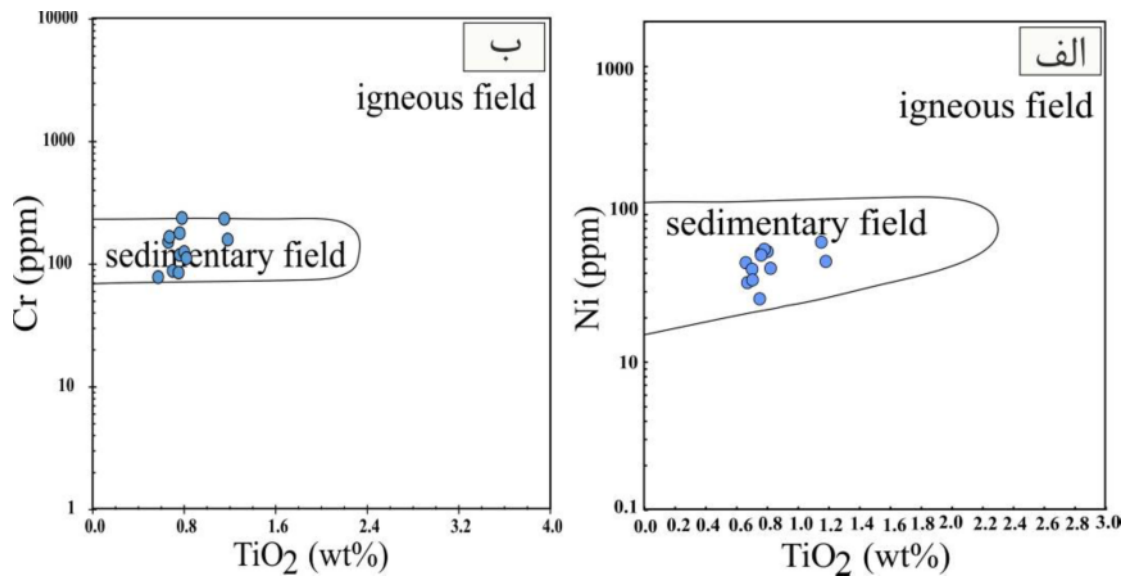 ب
igneous field
sedimentary field
Cr (ppm)
10000
1000
100
10
1
0.0 0.8 1.6 2.4 3.2 4.0
TiO2 (wt%)
الف
igneous field
sedimentary field
Ni (ppm)
1000
100
10
0.1
0.0 0.2 0.4 0.6 0.8 1.0 1.2 1.4 1.6 1.8 2.0 2.2 2.4 2.6 2.8 3.0
TiO2 (wt%)